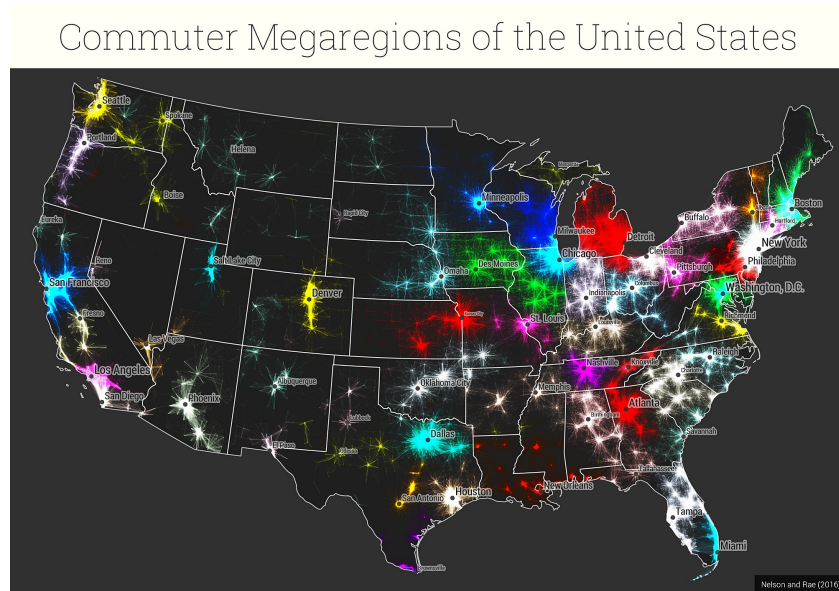 Commuter Megaregions of the United States
Seattle
Spokane
Portland
Helena
Boise
Eureka
Reno
San Francisco
Fresno
Las Vegas
Los Angeles
San Diego
Phoenix
Salt Lake City
Denver
Albuquerque
El Paso
Lubbock
Odessa
Rapid City
Minneapolis
Marquette
Milwaukee
Chicago
Detroit
Des Moines
Omaha
Kansas City
St. Louis
Indianapolis
Columbus
Cleveland
Pittsburgh
Buffalo
Albany
Boston
Hartford
New York
Philadelphia
Washington, D.C.
Richmond
Raleigh
Charlotte
Louisville
Knoxville
Nashville
Memphis
Atlanta
Birmingham
Savannah
Tallahassee
Oklahoma City
Dallas
San Antonio
Houston
New Orleans
Brownsville
Tampa
Miami
Nelson and Rae (2016)